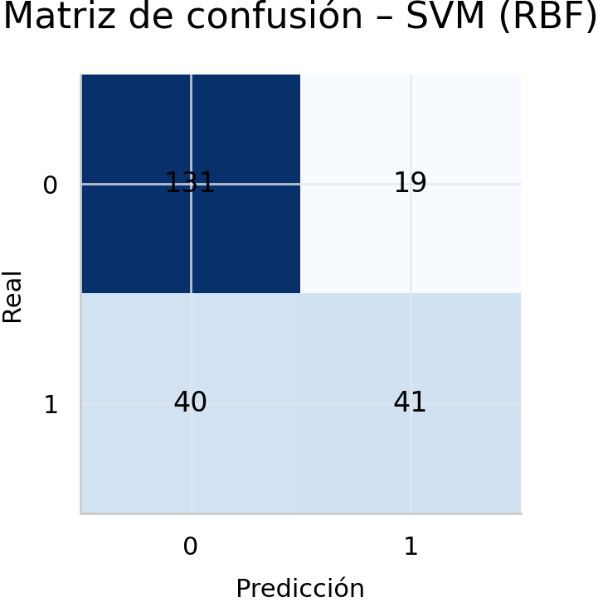 Matriz de confusión – SVM (RBF)
0
131
19
Real
1
40
41
0
1
Predicción